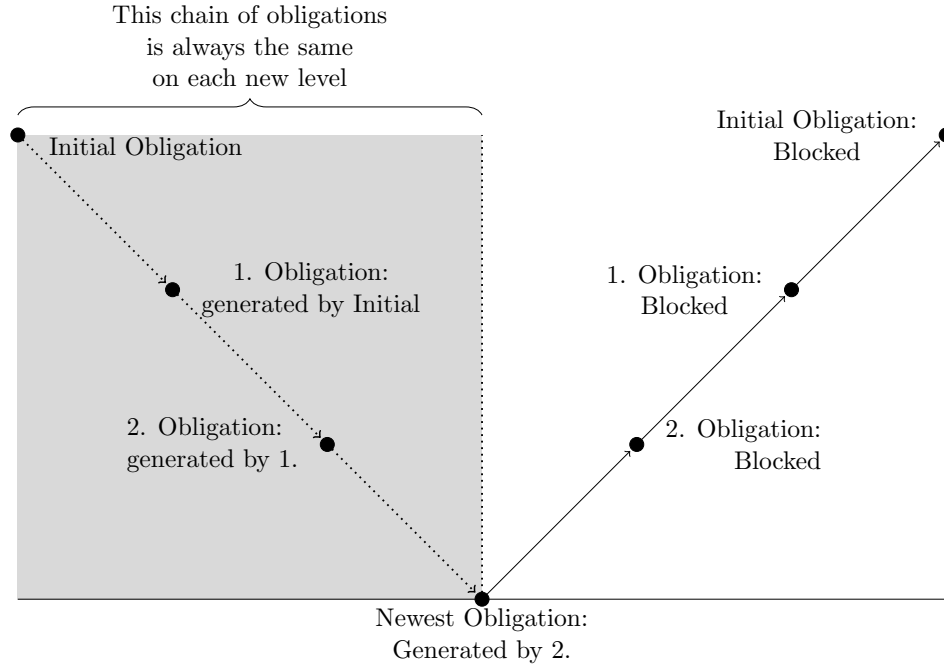 This chain of obligations
is always the same
on each new level
Initial Obligation
Initial Obligation:
Blocked
1. Obligation:
generated by Initial
1. Obligation:
Blocked
2. Obligation:
generated by 1.
2. Obligation:
Blocked
Newest Obligation:
Generated by 2.